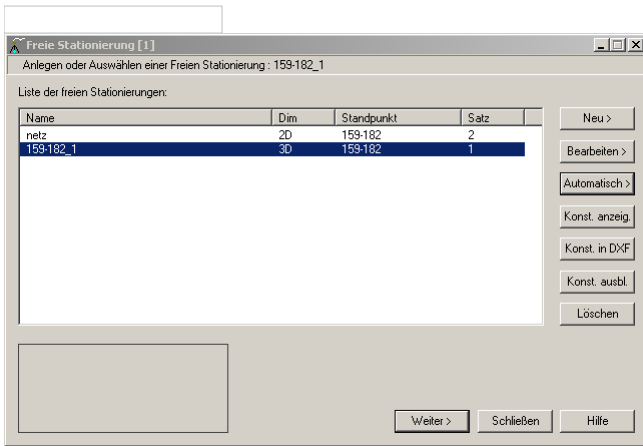 Freie Stationierung [1]
Anlegen oder Auswählen einer Freien Stationierung : 159-182_1
Liste der freien Stationierungen:
Name Dim Standpunkt Satz
netz 2D 159-182 2
159-182_1 3D 159-182 1
Neu >
Bearbeiten >
Automatisch >
Konst. anzeig.
Konst. in DXF
Konst. ausbl.
Löschen
Weiter > Schließen Hilfe